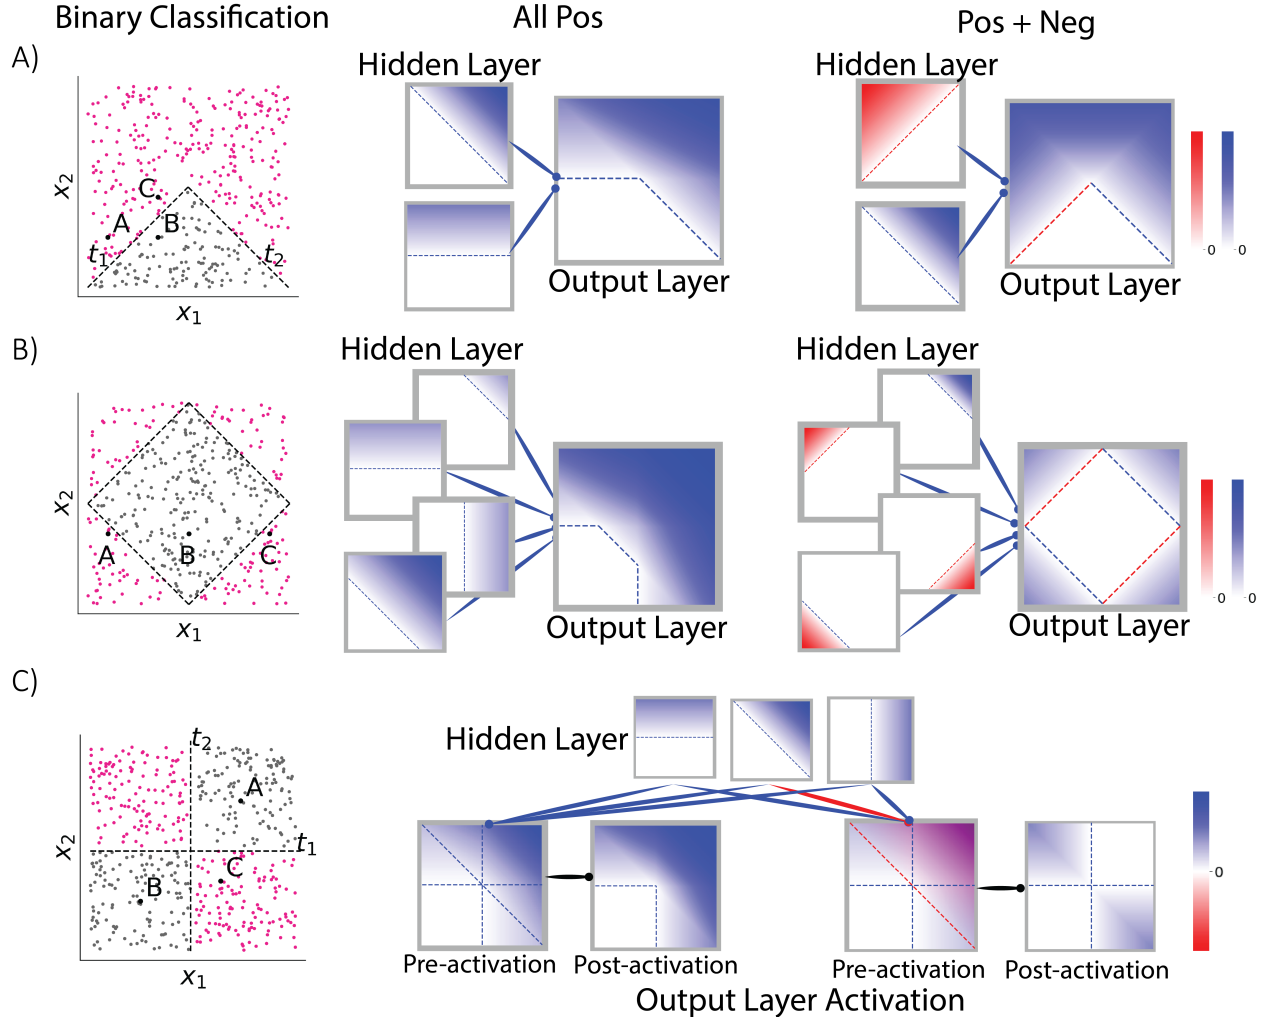 Binary Classification
All Pos
Pos + Neg
A)
Hidden Layer
Hidden Layer
x2
C
A
B
t1
t2
x1
Output Layer
Output Layer
0
0
B)
Hidden Layer
Hidden Layer
x2
A
B
C
x1
Output Layer
Output Layer
0
0
C)
Hidden Layer
t2
A
t1
x2
C
B
x1
0
Pre-activation
Post-activation
Pre-activation
Post-activation
Output Layer Activation